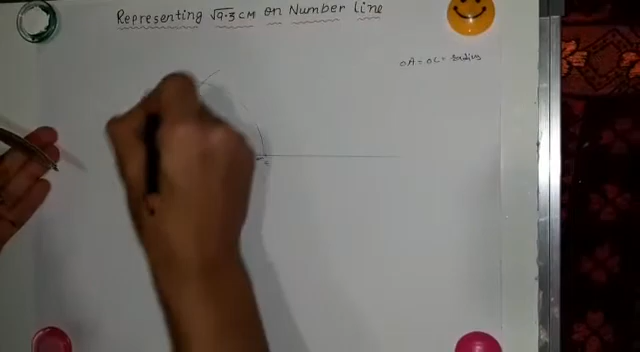 Representing √9.3 CM on Number line
OA = OC = radius
C